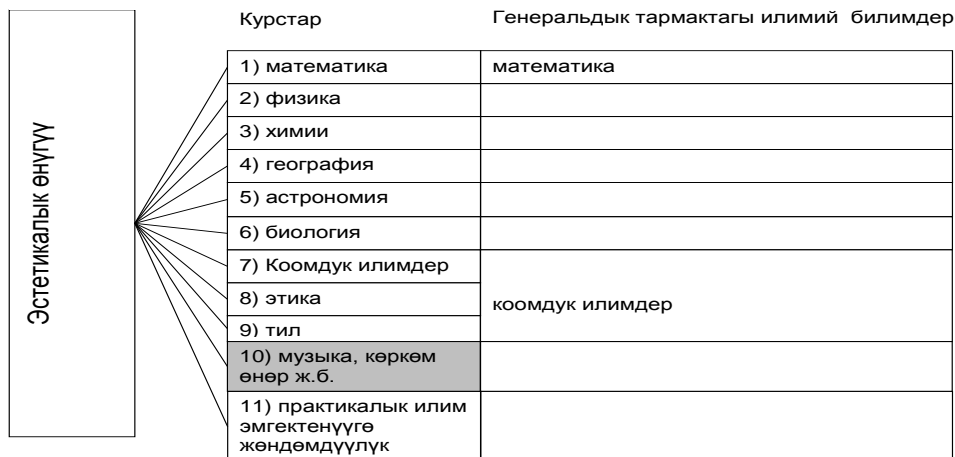 Курстар
Генеральдык тармактагы илимий билимдер
Эстетикалык өнүгүү
1) математика
математика
2) физика
3) химии
4) география
5) астрономия
6) биология
7) Коомдук илимдер
8) этика
коомдук илимдер
9) тил
10) музыка, көркөм
өнөр ж.б.
11) практикалык илим
эмгектенүүгө
жөндөмдүүлүк